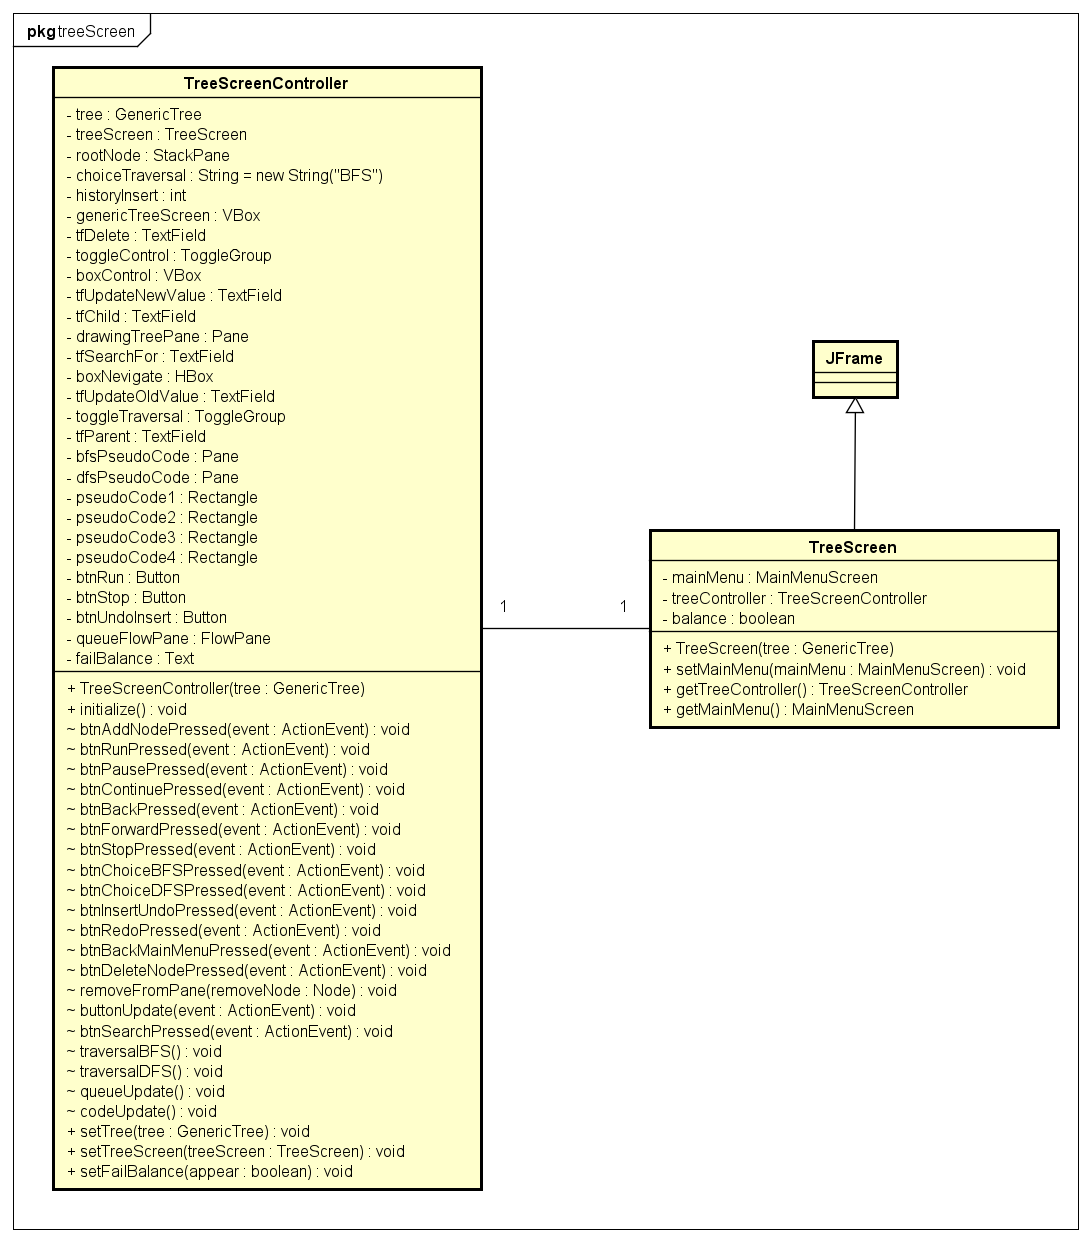 pkg treeScreen
TreeScreenController
- tree : GenericTree
- treeScreen : TreeScreen
- rootNode : StackPane
- choiceTraversal : String = new String("BFS")
- historyInsert : int
- genericTreeScreen : VBox
- tfDelete : TextField
- toggleControl : ToggleGroup
- boxControl : VBox
- tfUpdateNewValue : TextField
- tfChild : TextField
- drawingTreePane : Pane
- tfSearchFor : TextField
- boxNevigate : HBox
- tfUpdateOldValue : TextField
- toggleTraversal : ToggleGroup
- tfParent : TextField
- bfsPseudoCode : Pane
- dfsPseudoCode : Pane
- pseudoCode1 : Rectangle
- pseudoCode2 : Rectangle
- pseudoCode3 : Rectangle
- pseudoCode4 : Rectangle
- btnRun : Button
- btnStop : Button
- btnUndoInsert : Button
- queueFlowPane : FlowPane
- failBalance : Text
+ TreeScreenController(tree : GenericTree)
+ initialize() : void
~ btnAddNodePressed(event : ActionEvent) : void
~ btnRunPressed(event : ActionEvent) : void
~ btnPausePressed(event : ActionEvent) : void
~ btnContinuePressed(event : ActionEvent) : void
~ btnBackPressed(event : ActionEvent) : void
~ btnForwardPressed(event : ActionEvent) : void
~ btnStopPressed(event : ActionEvent) : void
~ btnChoiceBFSPressed(event : ActionEvent) : void
~ btnChoiceDFSPressed(event : ActionEvent) : void
~ btnInsertUndoPressed(event : ActionEvent) : void
~ btnRedoPressed(event : ActionEvent) : void
~ btnBackMainMenuPressed(event : ActionEvent) : void
~ btnDeleteNodePressed(event : ActionEvent) : void
~ removeFromPane(removeNode : Node) : void
~ buttonUpdate(event : ActionEvent) : void
~ btnSearchPressed(event : ActionEvent) : void
~ traversalBFS() : void
~ traversalDFS() : void
~ queueUpdate() : void
~ codeUpdate() : void
+ setTree(tree : GenericTree) : void
+ setTreeScreen(treeScreen : TreeScreen) : void
+ setFailBalance(appear : boolean) : void
1 1
JFrame
TreeScreen
- mainMenu : MainMenuScreen
- treeController : TreeScreenController
- balance : boolean
+ TreeScreen(tree : GenericTree)
+ setMainMenu(mainMenu : MainMenuScreen) : void
+ getTreeController() : TreeScreenController
+ getMainMenu() : MainMenuScreen